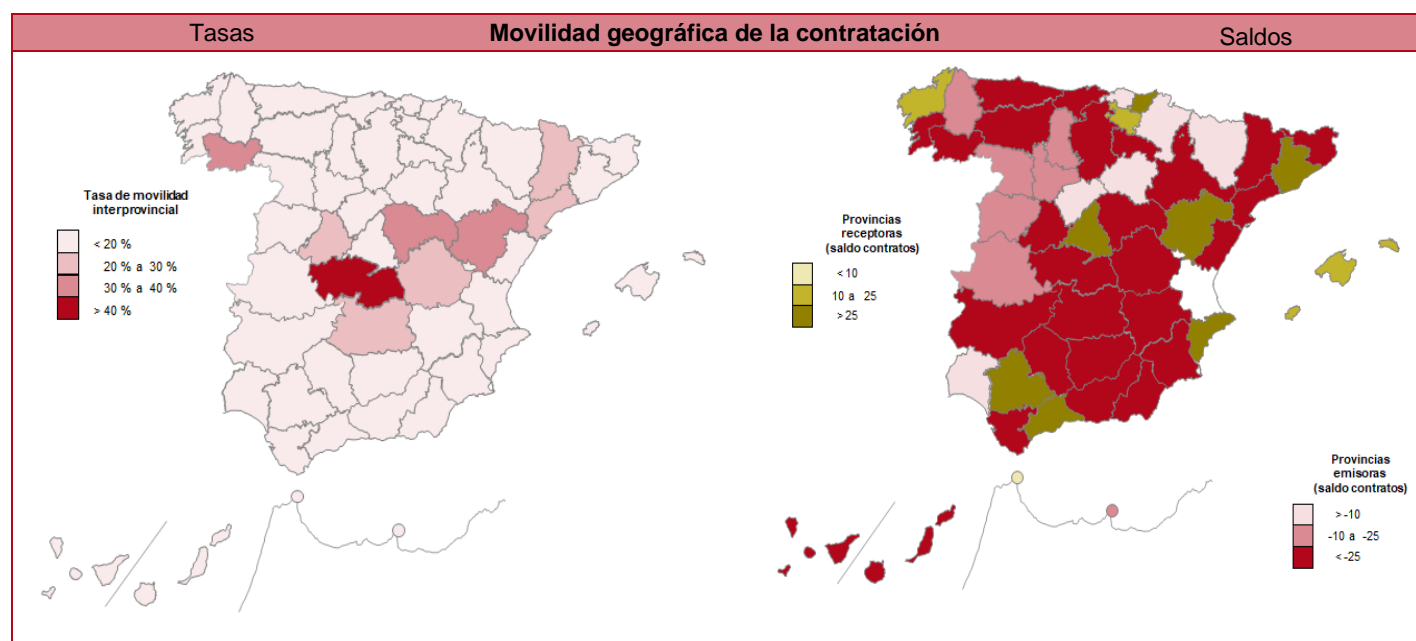 Tasas
Movilidad geográfica de la contratación
Saldos
Tasa de movilidad
interprovincial
< 20 %
20 % a 30 %
30 % a 40 %
> 40 %
Provincias
receptoras
(saldo contratos)
< 10
10 a 25
> 25
Provincias
emisoras
(saldo contratos)
> -10
-10 a -25
< -25